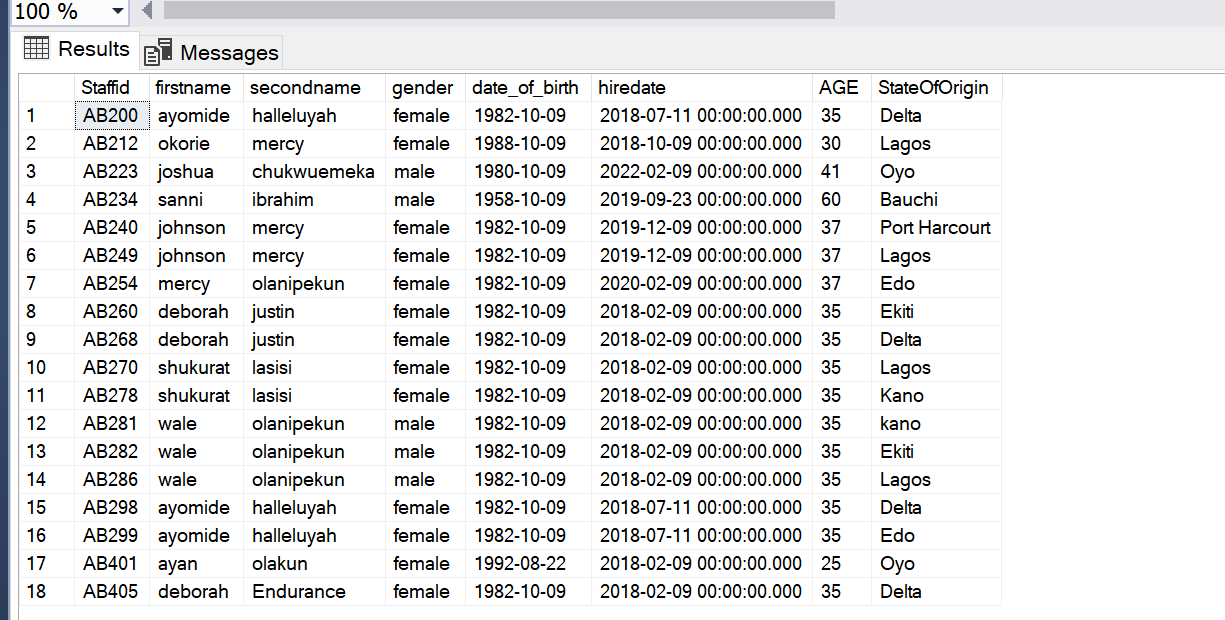 100 %
Results Messages
Staffid firstname secondname gender date_of_birth hiredate AGE StateOfOrigin
1 AB200 ayomide halleluyah female 1982-10-09 2018-07-11 00:00:00.000 35 Delta
2 AB212 okorie mercy female 1988-10-09 2018-10-09 00:00:00.000 30 Lagos
3 AB223 joshua chukwuemeka male 1980-10-09 2022-02-09 00:00:00.000 41 Oyo
4 AB234 sanni ibrahim male 1958-10-09 2019-09-23 00:00:00.000 60 Bauchi
5 AB240 johnson mercy female 1982-10-09 2019-12-09 00:00:00.000 37 Port Harcourt
6 AB249 johnson mercy female 1982-10-09 2019-12-09 00:00:00.000 37 Lagos
7 AB254 mercy olanipekun female 1982-10-09 2020-02-09 00:00:00.000 37 Edo
8 AB260 deborah justin female 1982-10-09 2018-02-09 00:00:00.000 35 Ekiti
9 AB268 deborah justin female 1982-10-09 2018-02-09 00:00:00.000 35 Delta
10 AB270 shukurat lasisi female 1982-10-09 2018-02-09 00:00:00.000 35 Lagos
11 AB278 shukurat lasisi female 1982-10-09 2018-02-09 00:00:00.000 35 Kano
12 AB281 wale olanipekun male 1982-10-09 2018-02-09 00:00:00.000 35 kano
13 AB282 wale olanipekun male 1982-10-09 2018-02-09 00:00:00.000 35 Ekiti
14 AB286 wale olanipekun male 1982-10-09 2018-02-09 00:00:00.000 35 Lagos
15 AB298 ayomide halleluyah female 1982-10-09 2018-07-11 00:00:00.000 35 Delta
16 AB299 ayomide halleluyah female 1982-10-09 2018-07-11 00:00:00.000 35 Edo
17 AB401 ayan olakun female 1992-08-22 2018-02-09 00:00:00.000 25 Oyo
18 AB405 deborah Endurance female 1982-10-09 2018-02-09 00:00:00.000 35 Delta